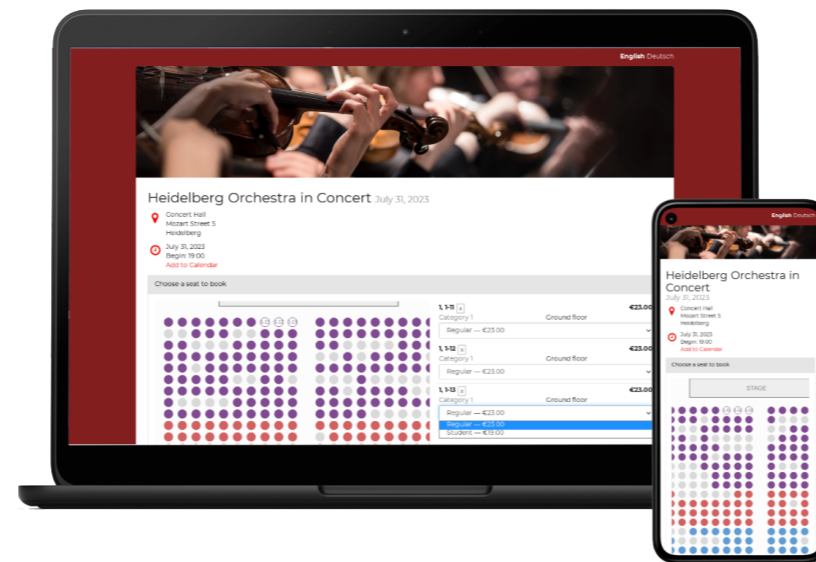 English Deutsch
Heidelberg Orchestra in Concert July 31, 2023
Concert Hall
Mozart Street 5
Heidelberg
July 31, 2023
Begin: 19:00
Add to Calendar
Choose a seat to book
1, 1-11 x €23.00
Category 1 Ground floor
Regular — €23.00
1, 1-12 x €23.00
Category 1 Ground floor
Regular — €23.00
1, 1-13 x €23.00
Category 1 Ground floor
Regular — €23.00
Regular — €23.00
Student — €19.00
English Deutsch
Heidelberg Orchestra in
Concert
July 31, 2023
Concert Hall
Mozart Street 5
Heidelberg
July 31, 2023
Begin: 19:00
Add to Calendar
Choose a seat to book
STAGE